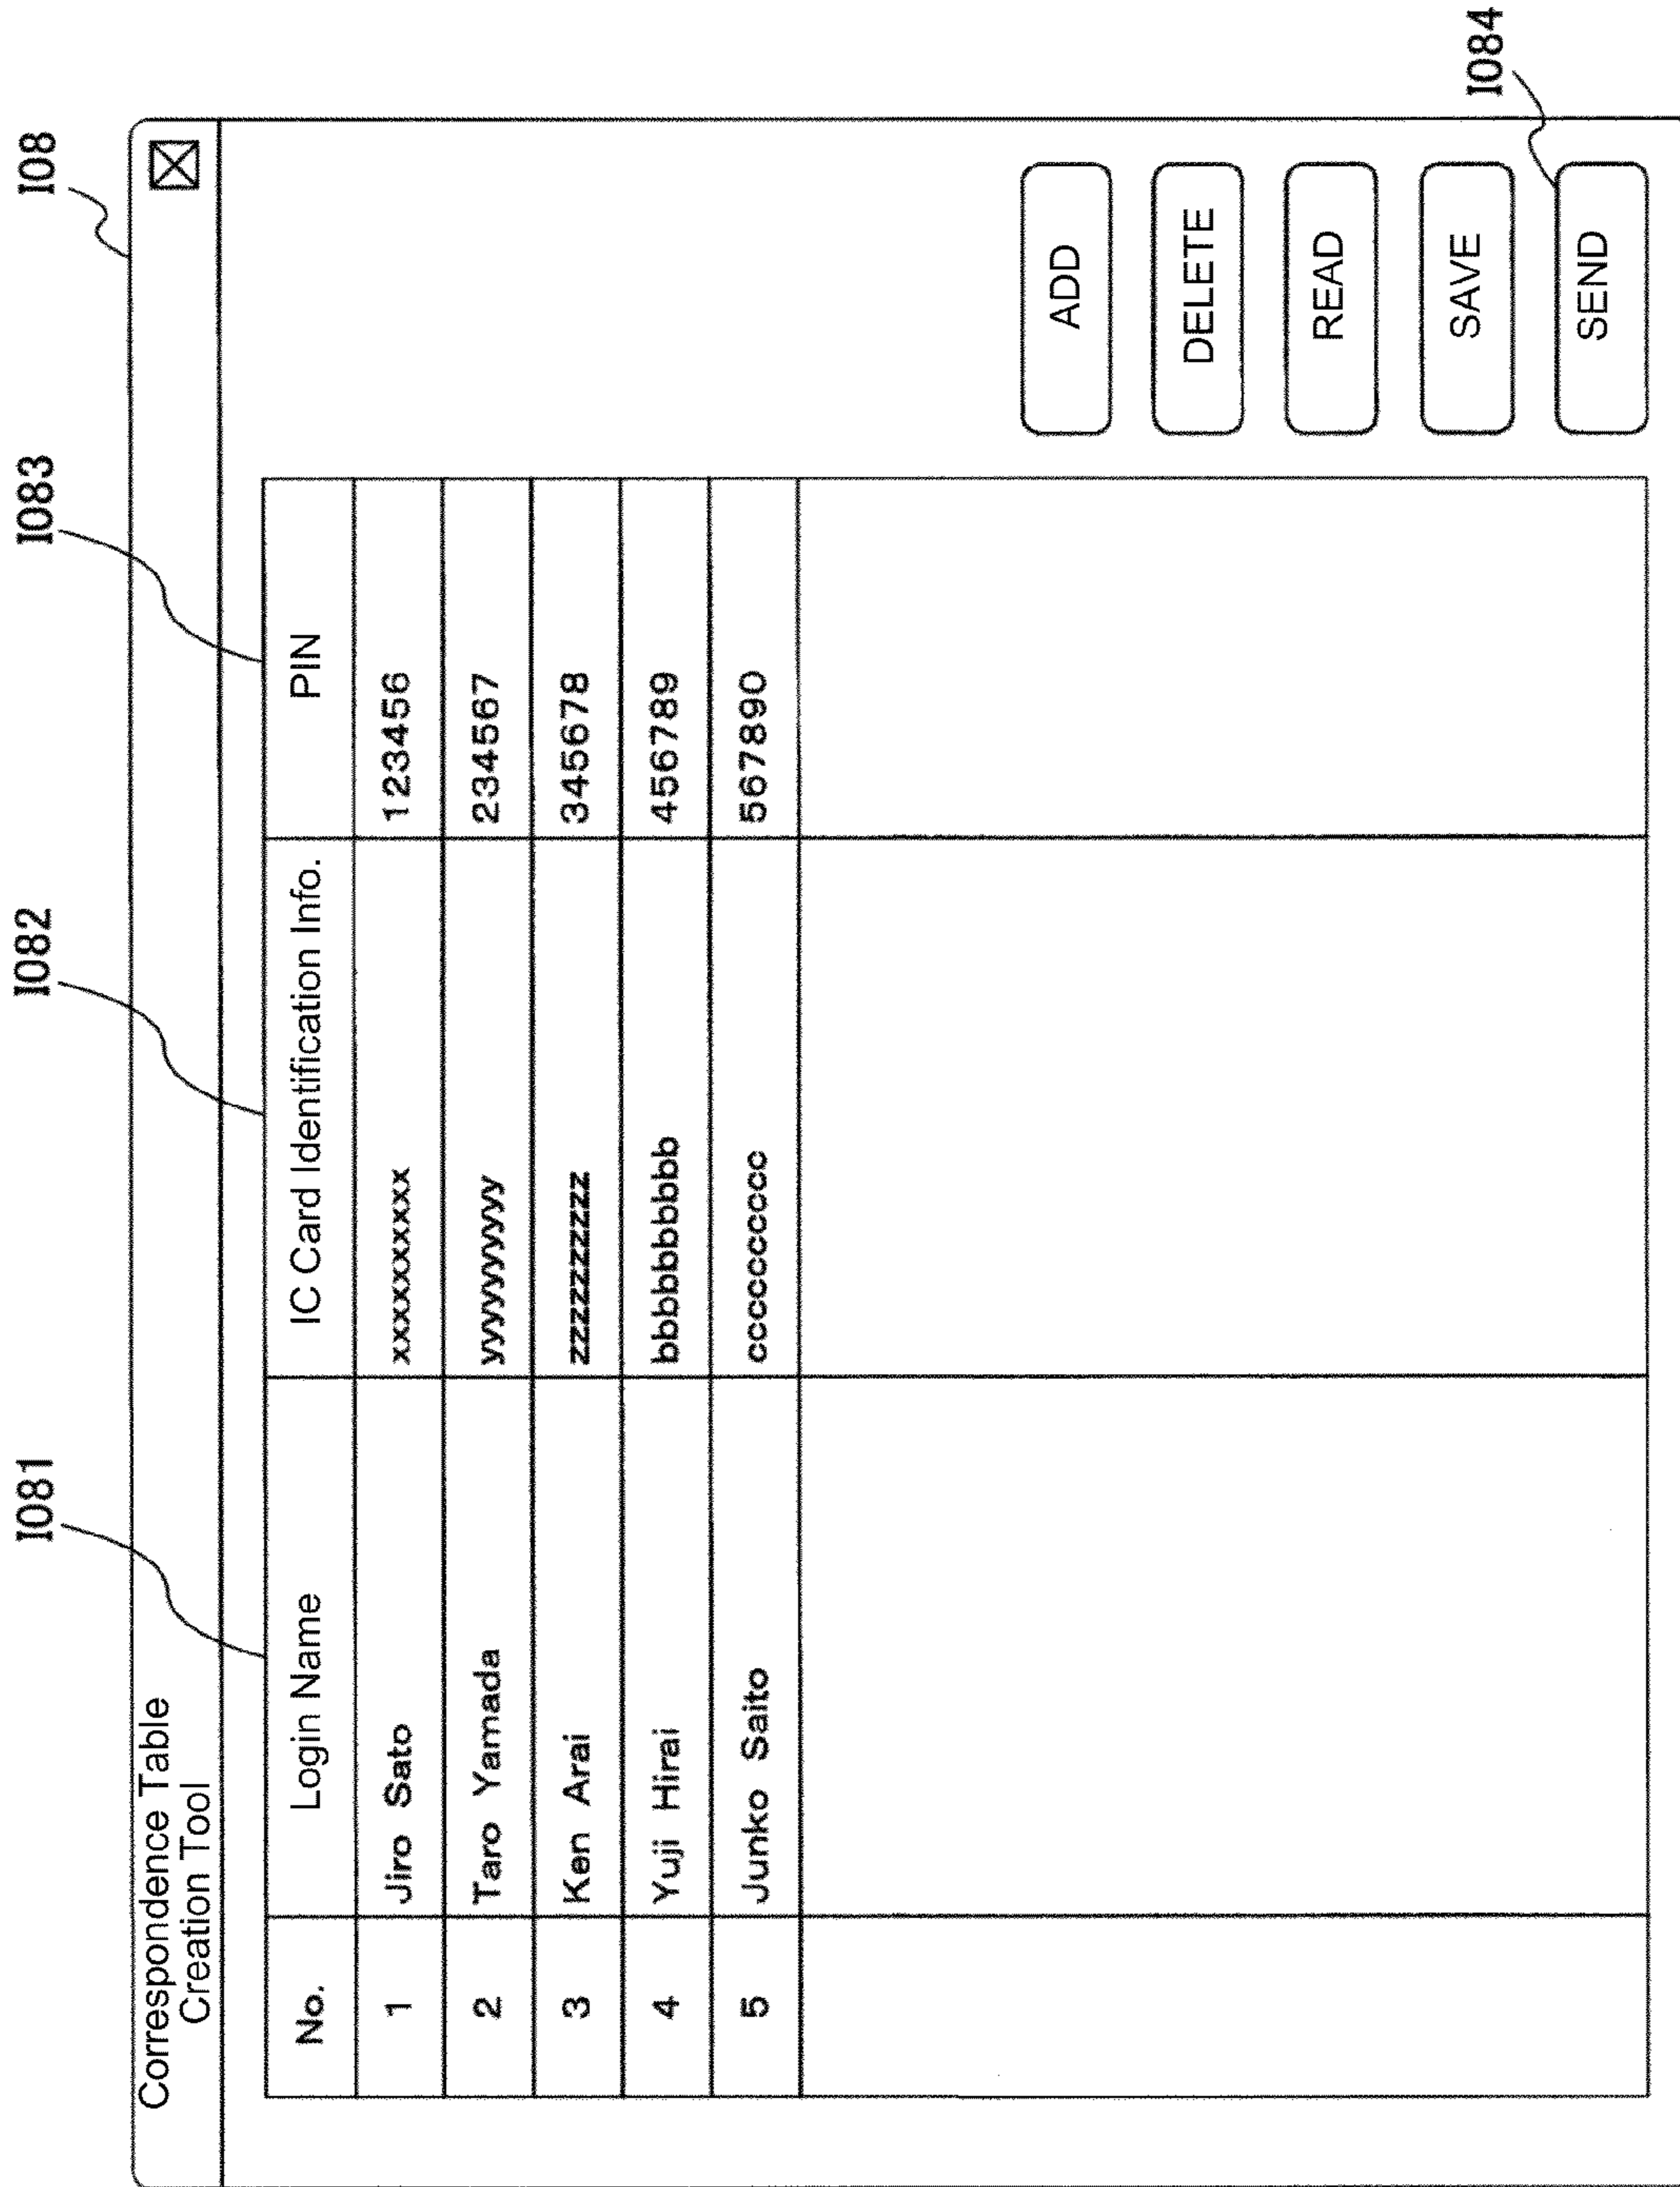 I08
Correspondence Table
Creation Tool
I081
I082
I083
No. Login Name IC Card Identification Info. PIN
1 Jiro Sato xxxxxxxxxx 123456
2 Taro Yamada yyyyyyyyyy 234567
3 Ken Arai zzzzzzzzzz 345678
4 Yuji Hirai bbbbbbbbbb 456789
5 Junko Saito cccccccccc 567890
ADD
DELETE
READ
SAVE
SEND
I084